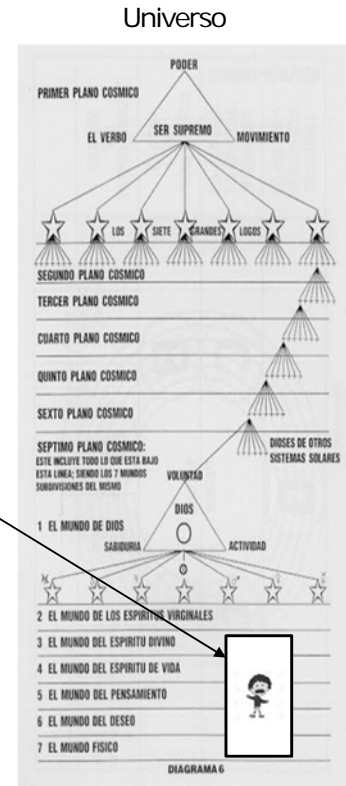 Universo
PODER
PRIMER PLANO COSMICO
SER SUPREMO
EL VERBO
MOVIMIENTO
LOS SIETE GRANDES LOGOS
SEGUNDO PLANO COSMICO
TERCER PLANO COSMICO
CUARTO PLANO COSMICO
QUINTO PLANO COSMICO
SEXTO PLANO COSMICO
SEPTIMO PLANO COSMICO:
ESTE INCLUYE TODO LO QUE ESTA BAJO
ESTA LINEA; SIENDO LOS 7 MUNDOS
SUBDIVISIONES DEL MISMO
DIOSES DE OTROS
SISTEMAS SOLARES
VOLUNTAD
DIOS
1 EL MUNDO DE DIOS
SABIDURIA
ACTIVIDAD
2 EL MUNDO DE LOS ESPIRITUS VIRGINALES
3 EL MUNDO DEL ESPIRITU DIVINO
4 EL MUNDO DEL ESPIRITU DE VIDA
5 EL MUNDO DEL PENSAMIENTO
6 EL MUNDO DEL DESEO
7 EL MUNDO FISICO
DIAGRAMA 6